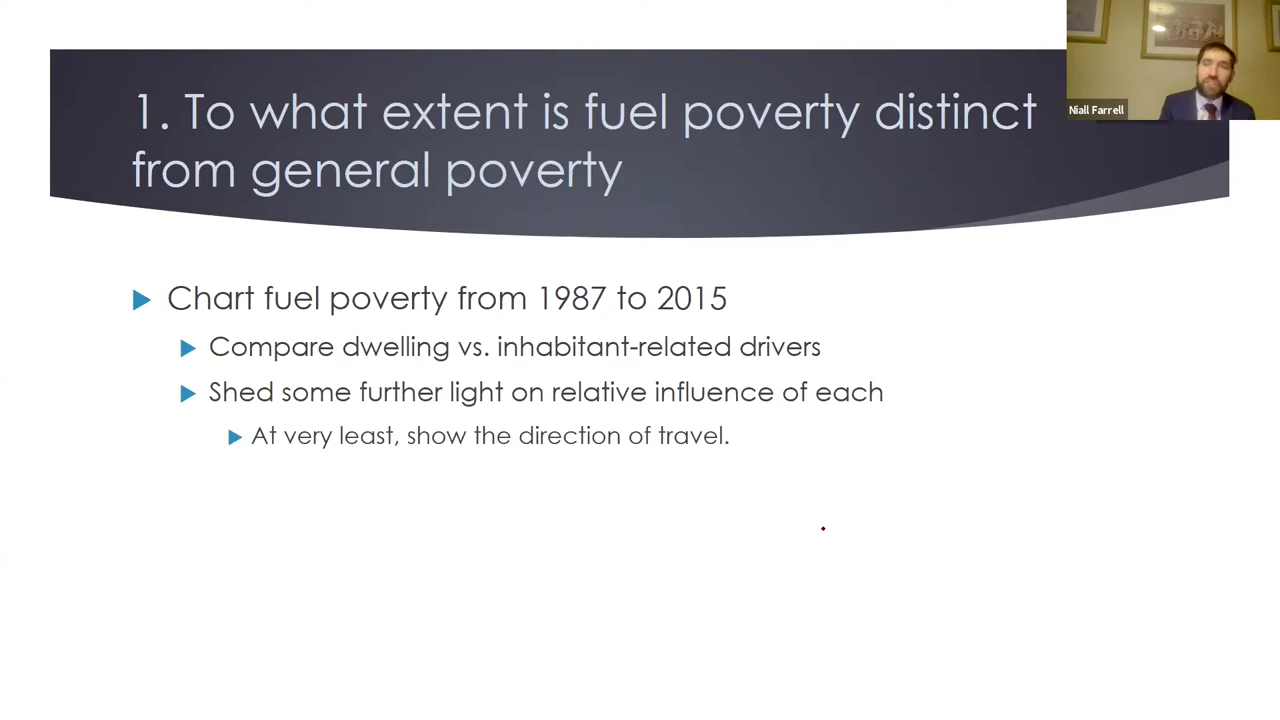 1. To what extent is fuel poverty distinct
from general poverty
Niall Farrell
Chart fuel poverty from 1987 to 2015
Compare dwelling vs. inhabitant-related drivers
Shed some further light on relative influence of each
At very least, show the direction of travel.